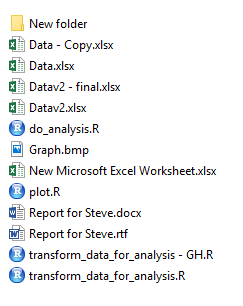 New folder
Data - Copy.xlsx
Data.xlsx
Datav2 - final.xlsx
Datav2.xlsx
do_analysis.R
Graph.bmp
New Microsoft Excel Worksheet.xlsx
plot.R
Report for Steve.docx
Report for Steve.rtf
transform_data_for_analysis - GH.R
transform_data_for_analysis.R